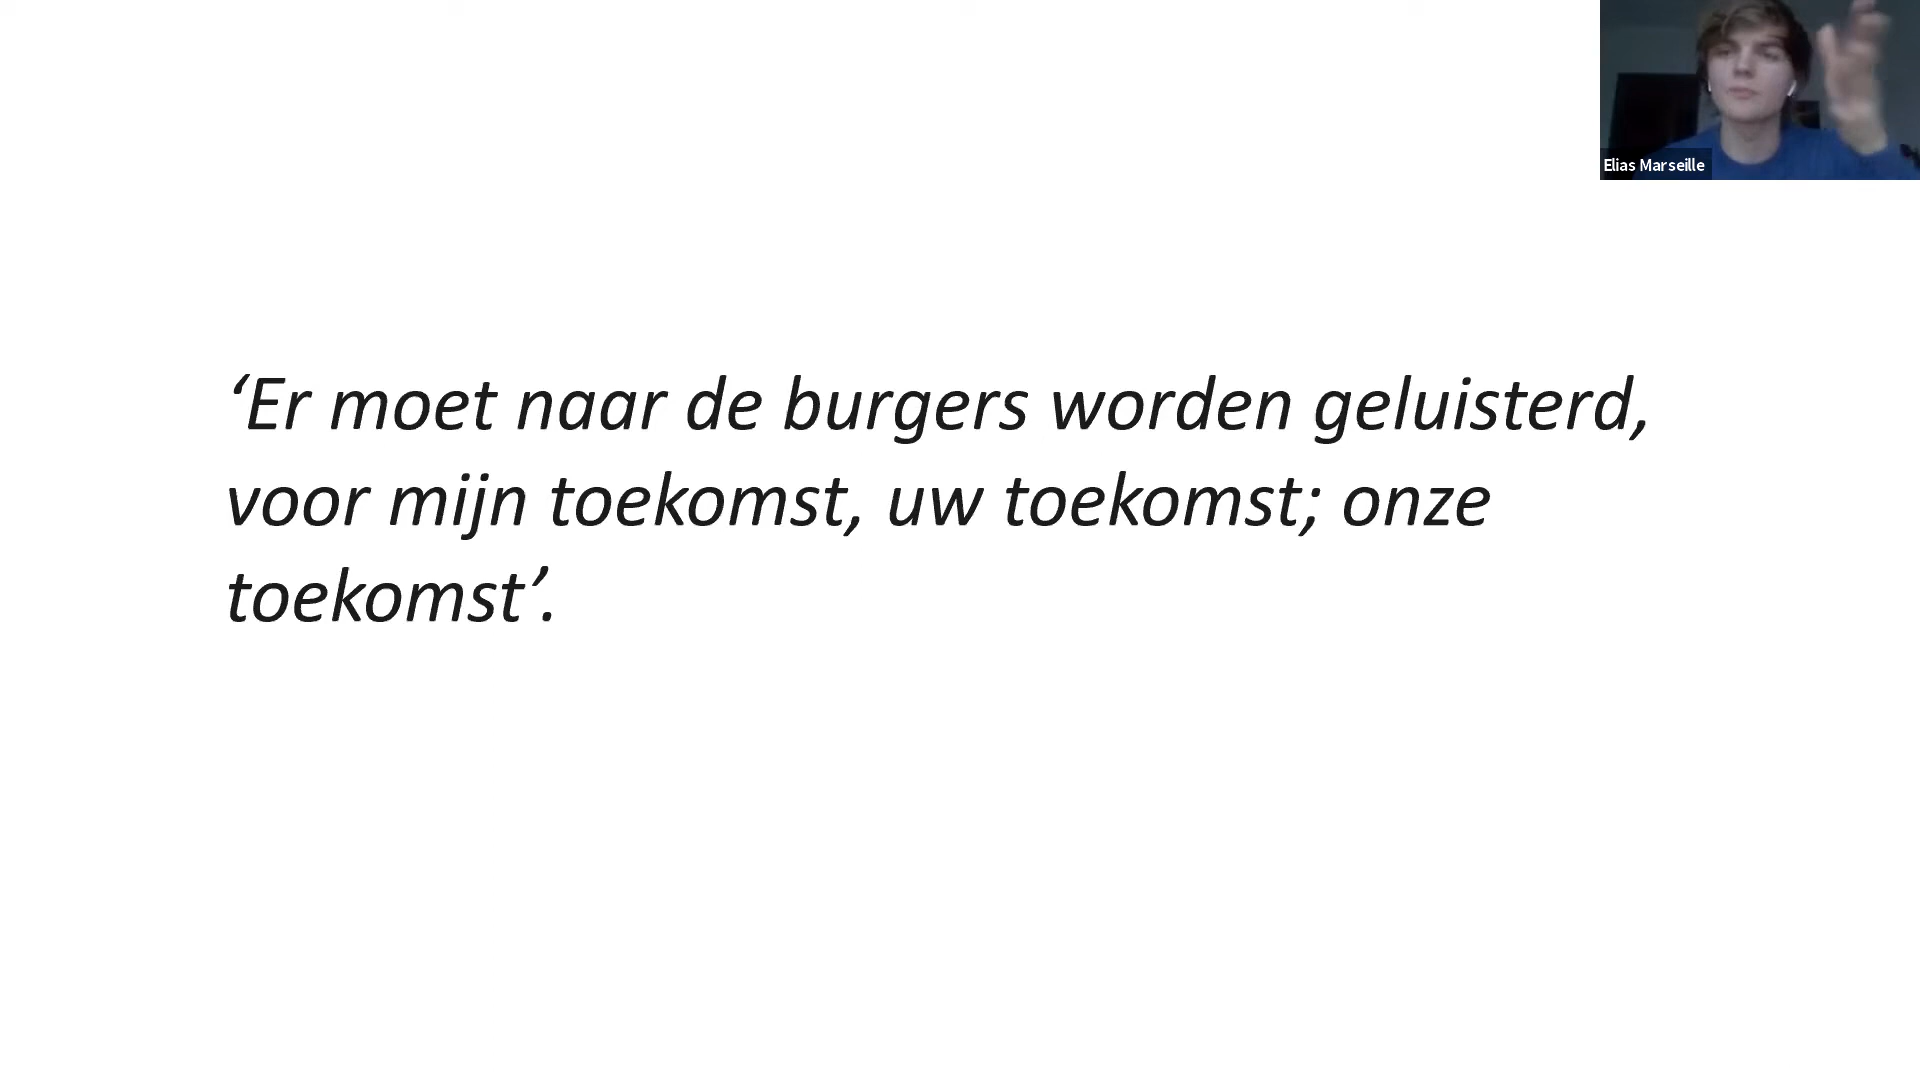 Elias Marseille
‘Er moet naar de burgers worden geluisterd,
voor mijn toekomst, uw toekomst; onze
toekomst’.